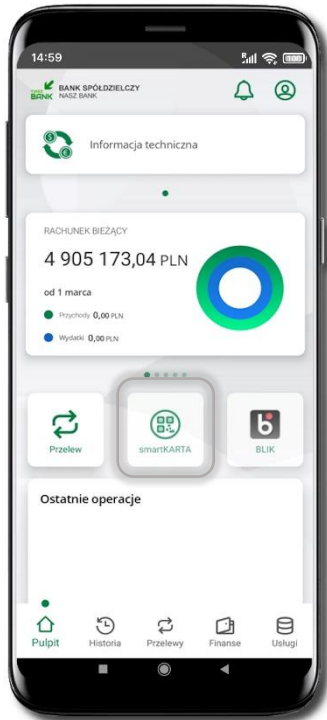 14:59
BANK SPÓŁDZIELCZY
BANK NASZ BANK
Informacja techniczna
RACHUNEK BIEŻĄCY
4 905 173,04 PLN
od 1 marca
Przychody 0,00 PLN
Wydatki 0,00 PLN
Przelew
smartKARTA
BLIK
Ostatnie operacje
Pulpit
Historia
Przelewy
Finanse
Usługi